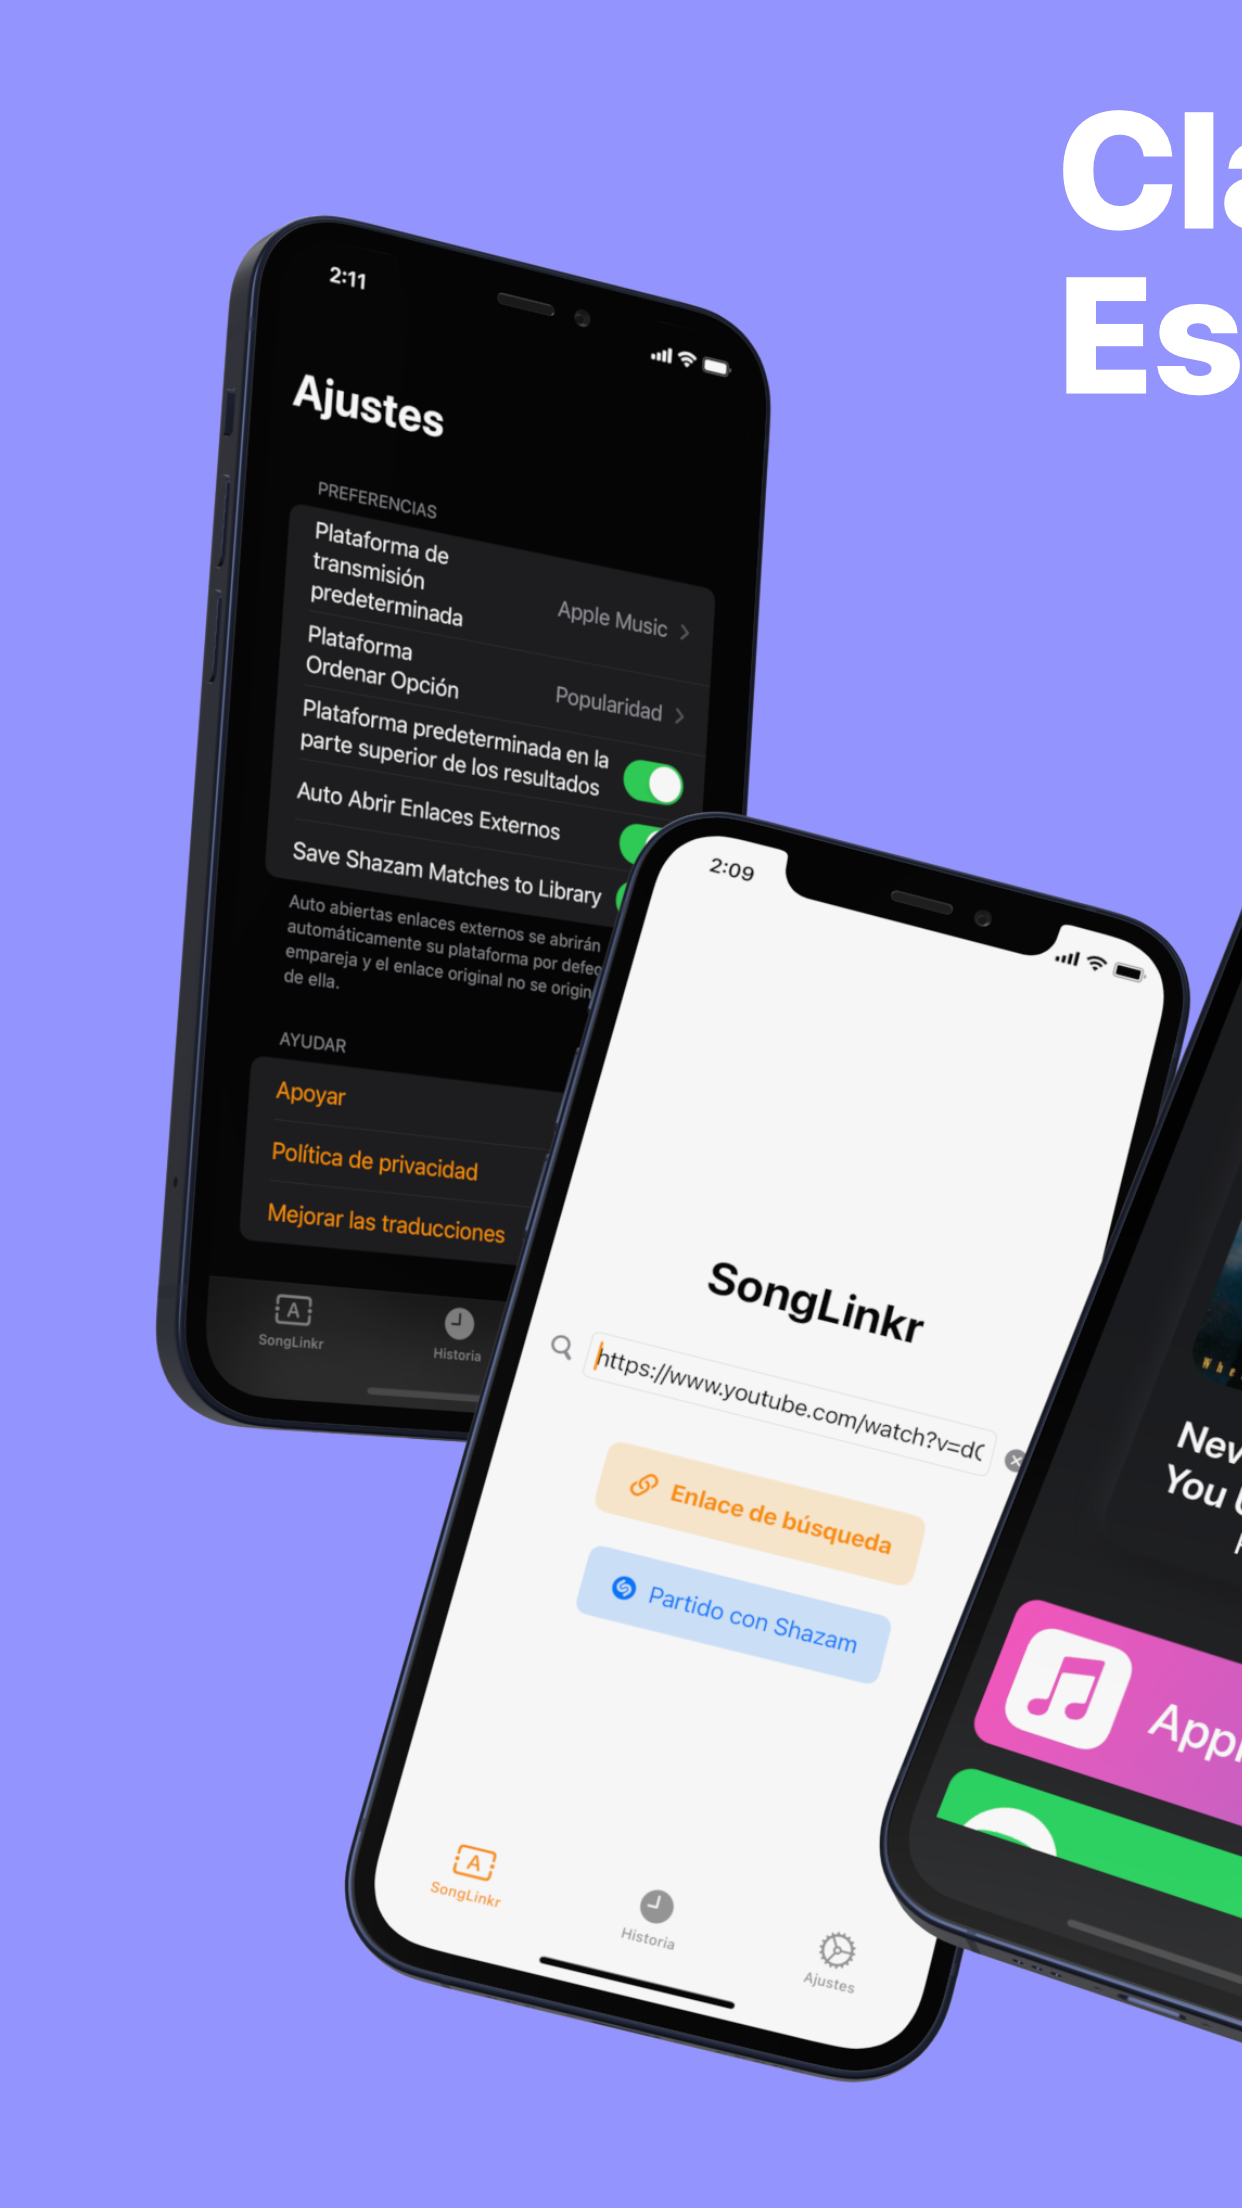 Cla
Es
2:11
Ajustes
PREFERENCIAS
Plataforma de
transmisión
predeterminada
Apple Music
Plataforma
Ordenar Opción
Popularidad
Plataforma predeterminada en la
parte superior de los resultados
Auto Abrir Enlaces Externos
Save Shazam Matches to Library
Auto abiertas enlaces externos se abrirán
automáticamente su plataforma por defec
empareja y el enlace original no se origin
de ella.
AYUDAR
Apoyar
Política de privacidad
Mejorar las traducciones
SongLinkr
Historia
2:09
SongLinkr
https://www.youtube.com/watch?v=d
Enlace de búsqueda
Partido con Shazam
SongLinkr
Historia
Ajustes
Whe
Nev
You
Appl